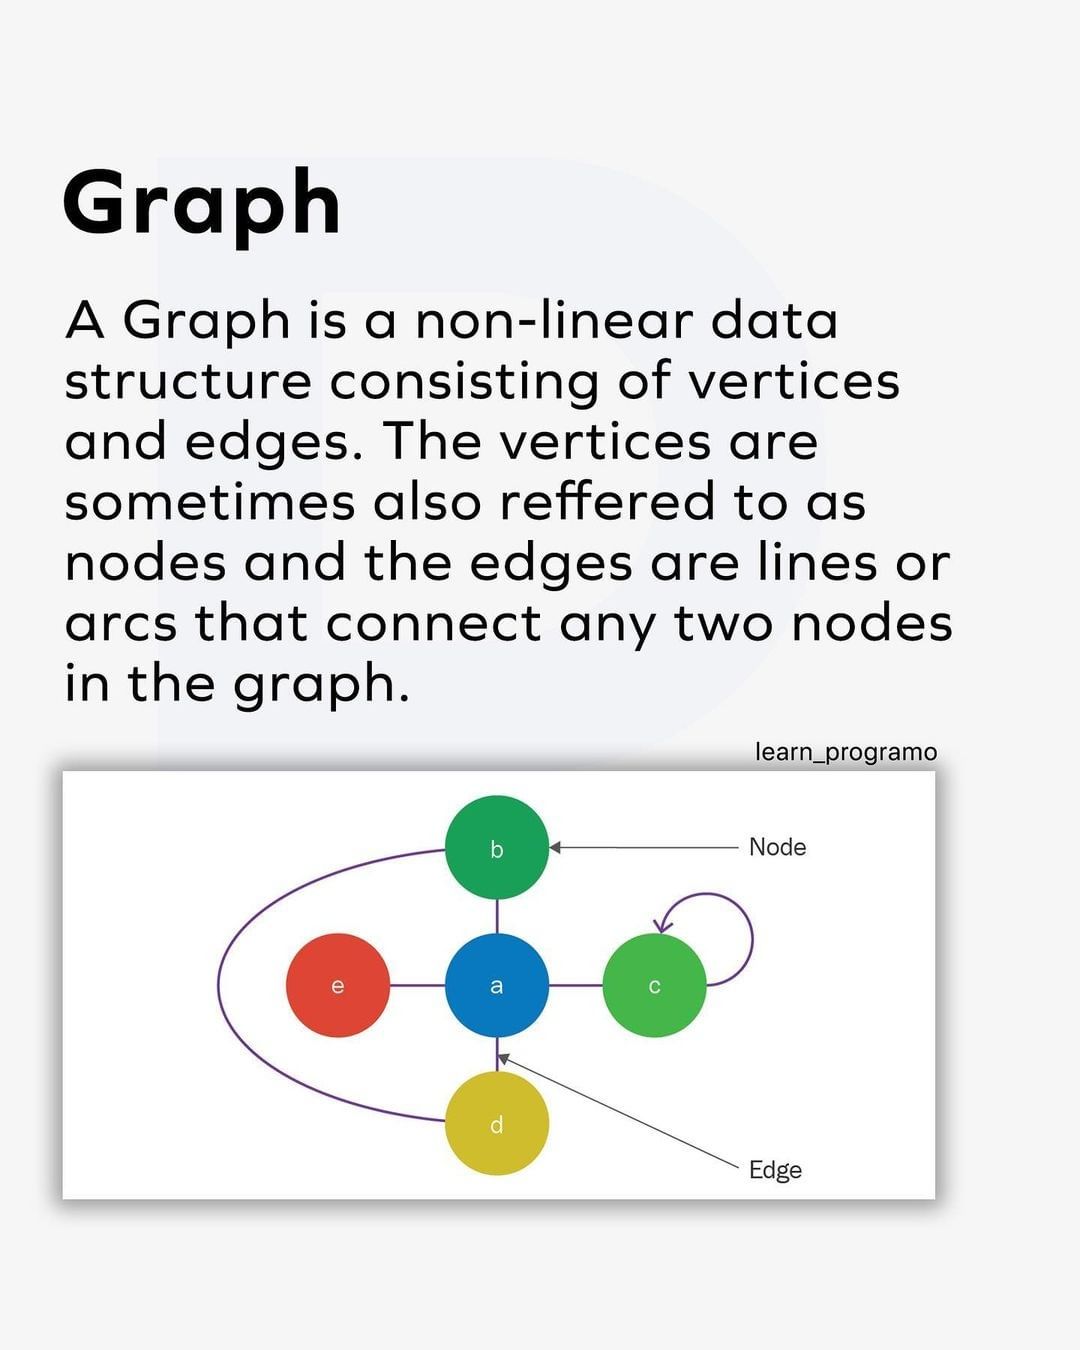 Graph
A Graph is a non-linear data
structure consisting of vertices
and edges. The vertices are
sometimes also reffered to as
nodes and the edges are lines or
arcs that connect any two nodes
in the graph.
learn_programo
b
Node
e
a
c
d
Edge